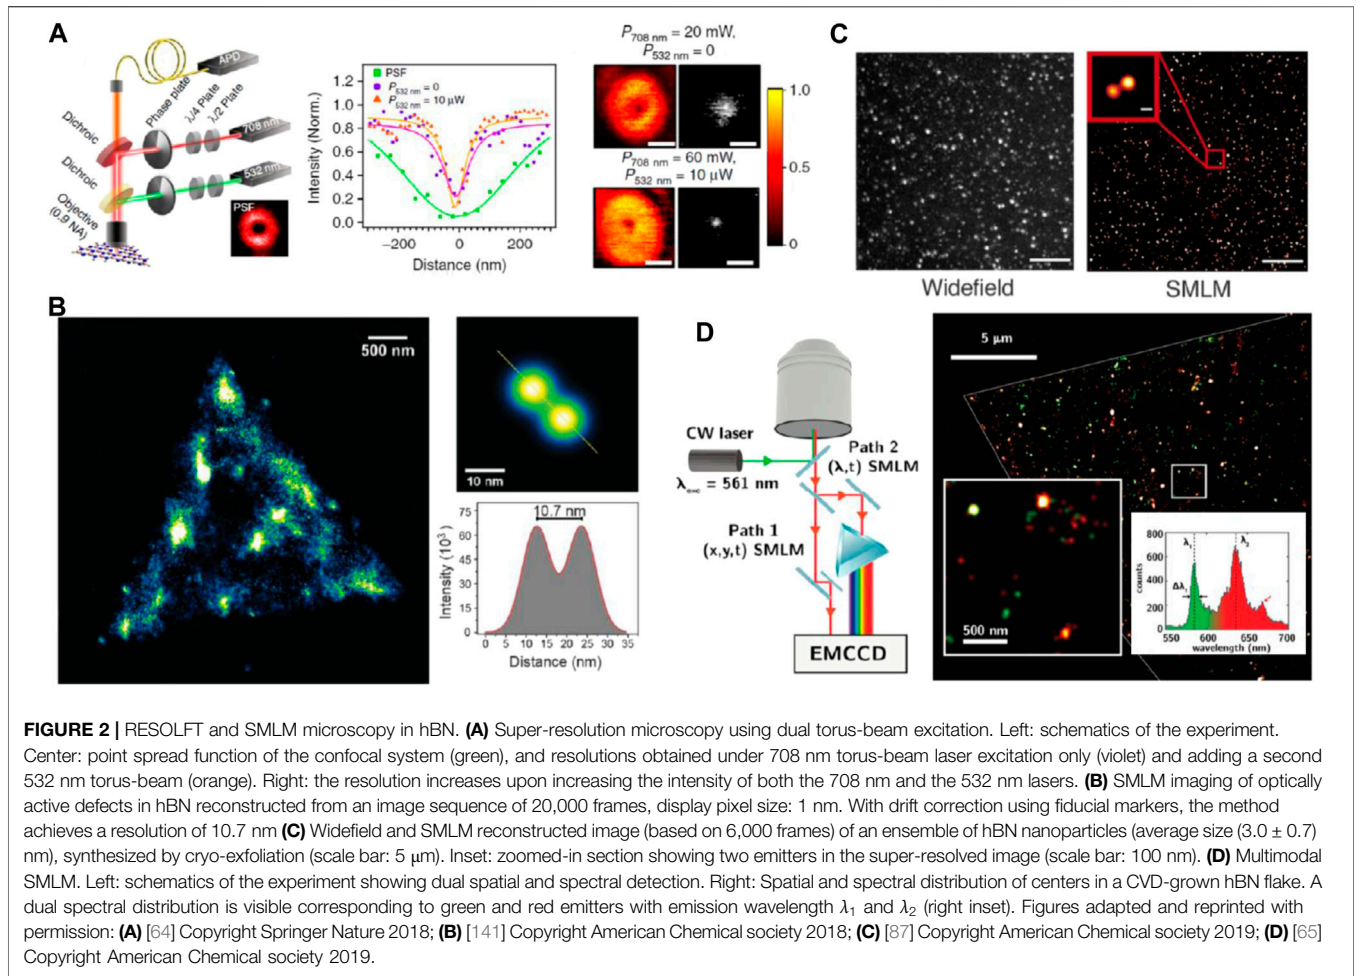 A
APD
Phase plate
λ/4 Plate
λ/2 Plate
Dichroic
708 nm
Dichroic
532 nm
Objective
(0.9 NA)
PSF
Intensity (Norm.)
1.2
1.0
0.8
0.6
0.4
0.2
0.0
PSF
P532 nm = 0
P532 nm = 10 μW
−200
0
200
Distance (nm)
P708 nm = 20 mW,
P532 nm = 0
P708 nm = 60 mW,
P532 nm = 10 μW
1.0
0.5
0
C
Widefield
SMLM
B
500 nm
10 nm
Intensity (10³)
75
60
45
30
15
0
10.7 nm
0 5 10 15 20 25 30 35
Distance (nm)
D
CW laser
λexc = 561 nm
Path 2
(λ,t) SMLM
Path 1
(x,y,t) SMLM
EMCCD
5 μm
500 nm
counts
800
600
400
200
0
λ1
λ2
Δλ1
550 600 650 700
wavelength (nm)
FIGURE 2 | RESOLFT and SMLM microscopy in hBN. (A) Super-resolution microscopy using dual torus-beam excitation. Left: schematics of the experiment.
Center: point spread function of the confocal system (green), and resolutions obtained under 708 nm torus-beam laser excitation only (violet) and adding a second
532 nm torus-beam (orange). Right: the resolution increases upon increasing the intensity of both the 708 nm and the 532 nm lasers. (B) SMLM imaging of optically
active defects in hBN reconstructed from an image sequence of 20,000 frames, display pixel size: 1 nm. With drift correction using fiducial markers, the method
achieves a resolution of 10.7 nm (C) Widefield and SMLM reconstructed image (based on 6,000 frames) of an ensemble of hBN nanoparticles (average size (3.0 ± 0.7)
nm), synthesized by cryo-exfoliation (scale bar: 5 μm). Inset: zoomed-in section showing two emitters in the super-resolved image (scale bar: 100 nm). (D) Multimodal
SMLM. Left: schematics of the experiment showing dual spatial and spectral detection. Right: Spatial and spectral distribution of centers in a CVD-grown hBN flake. A
dual spectral distribution is visible corresponding to green and red emitters with emission wavelength λ1 and λ2 (right inset). Figures adapted and reprinted with
permission: (A) [64] Copyright Springer Nature 2018; (B) [141] Copyright American Chemical society 2018; (C) [87] Copyright American Chemical society 2019; (D) [65]
Copyright American Chemical society 2019.